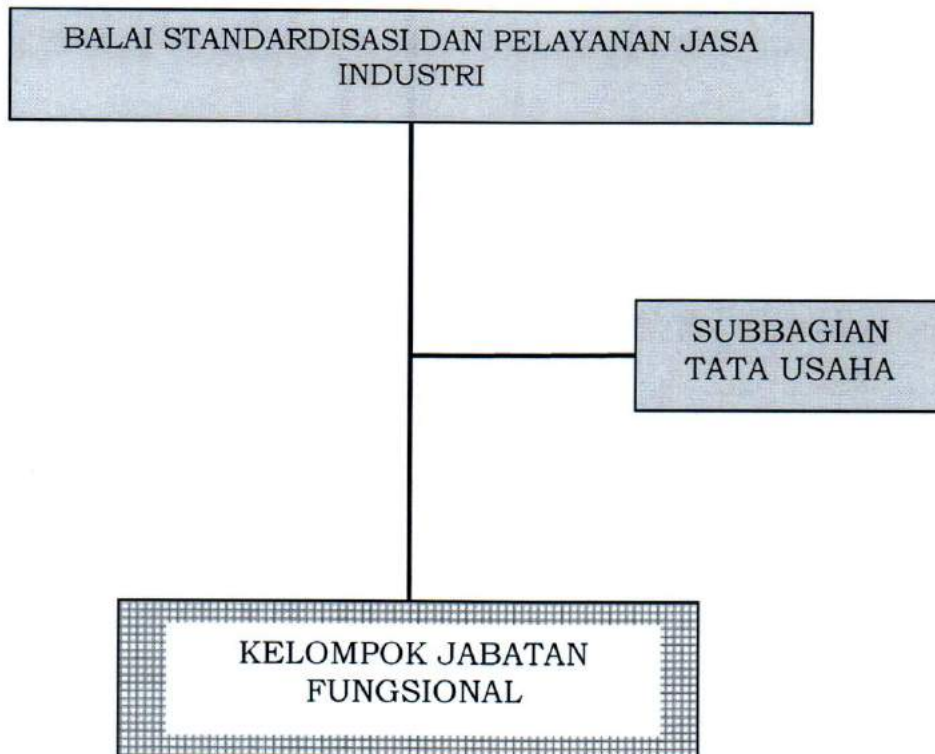 BALAI STANDARDISASI DAN PELAYANAN JASA
INDUSTRI
SUBBAGIAN
TATA USAHA
KELOMPOK JABATAN
FUNGSIONAL